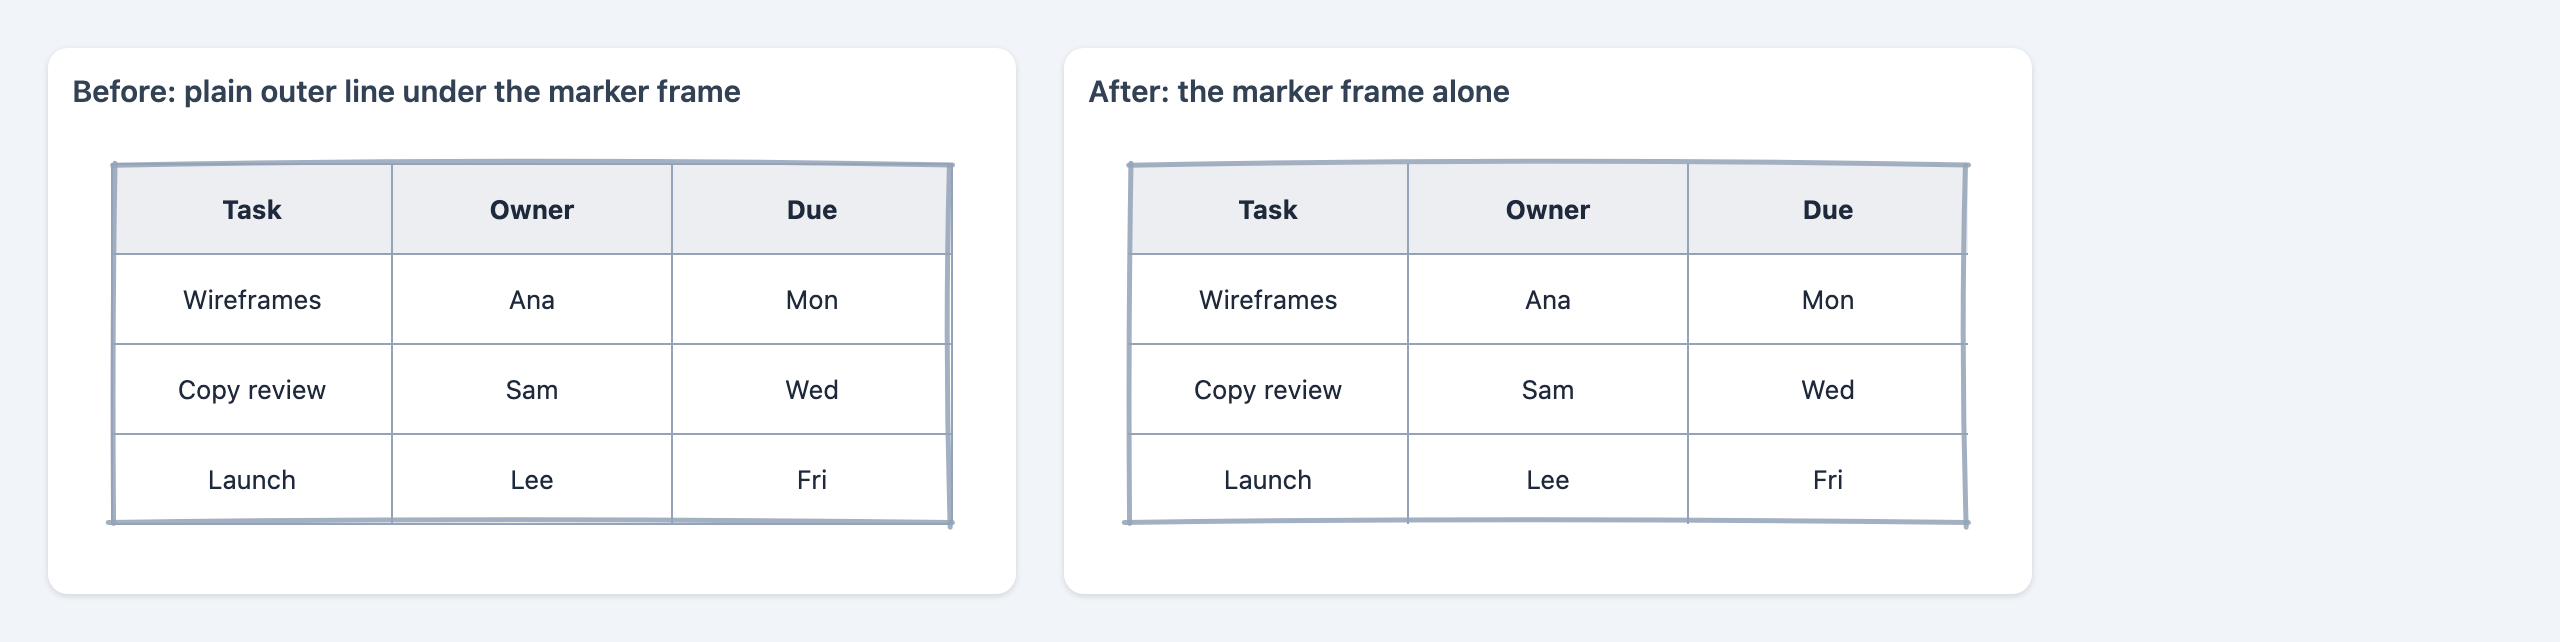 Before: plain outer line under the marker frame
Task Owner Due
Wireframes Ana Mon
Copy review Sam Wed
Launch Lee Fri
After: the marker frame alone
Task Owner Due
Wireframes Ana Mon
Copy review Sam Wed
Launch Lee Fri